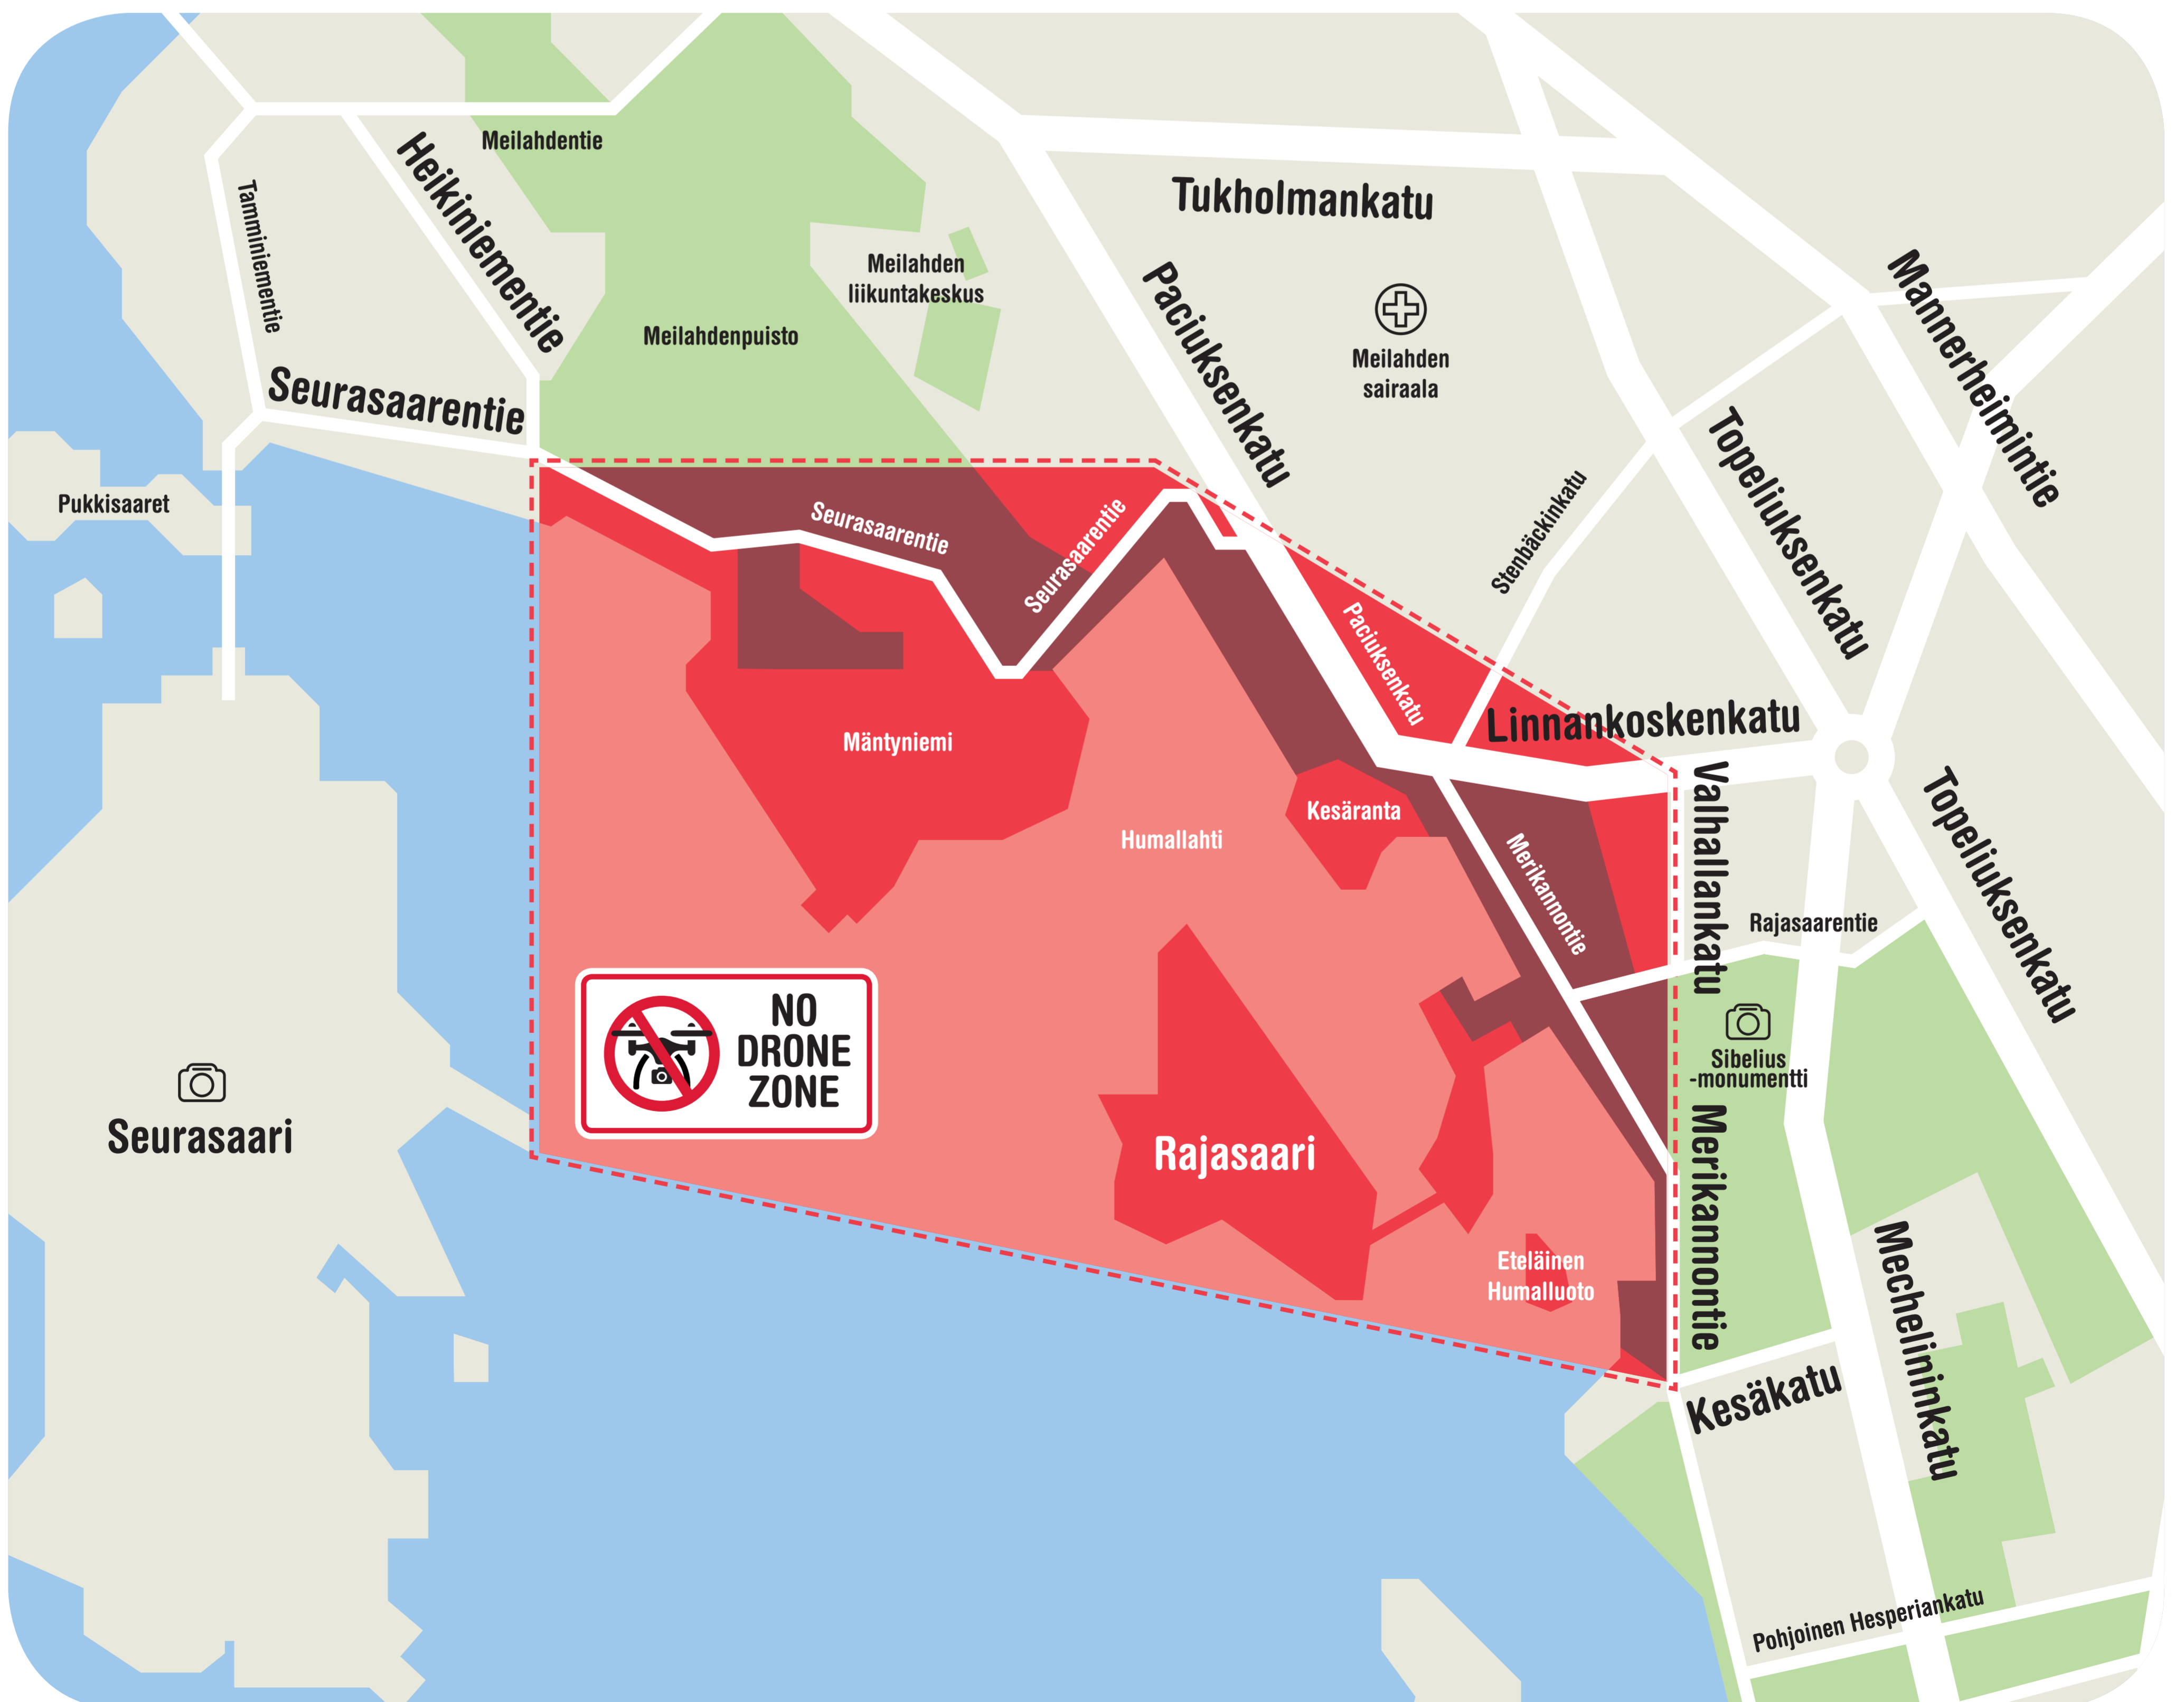 Meilahdentie
Heikiniementie
Tamminiementie
Tukholmankatu
Meilahden
liikuntakeskus
Meilahdenpuisto
Paciuksenkatu
Meilahden
sairaala
Mannerheimintie
Seurasaarentie
Topeliuksenkatu
Pukkisaaret
Seurasaarentie
Seurasaarentie
Stenbäckinkatu
Paciuksenkatu
Linnankoskenkatu
Mäntyniemi
Kesäranta
Humallahti
Merikannontie
Valhallankatu
Topeliuksenkatu
Rajasaarentie
NO
DRONE
ZONE
Sibelius
-monumentti
Seurasaari
Rajasaari
Merikannontie
Eteläinen
Humalluoto
Mechelininkatu
Kesäkatu
Pohjoinen Hesperiankatu